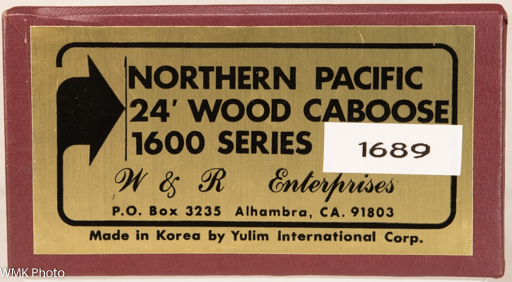 NORTHERN PACIFIC
24' WOOD CABOOSE
1600 SERIES 1689
W & R Enterprises
P.O. Box 3235 Alhambra, CA. 91803
Made in Korea by Yulim International Corp.
WMK Photo